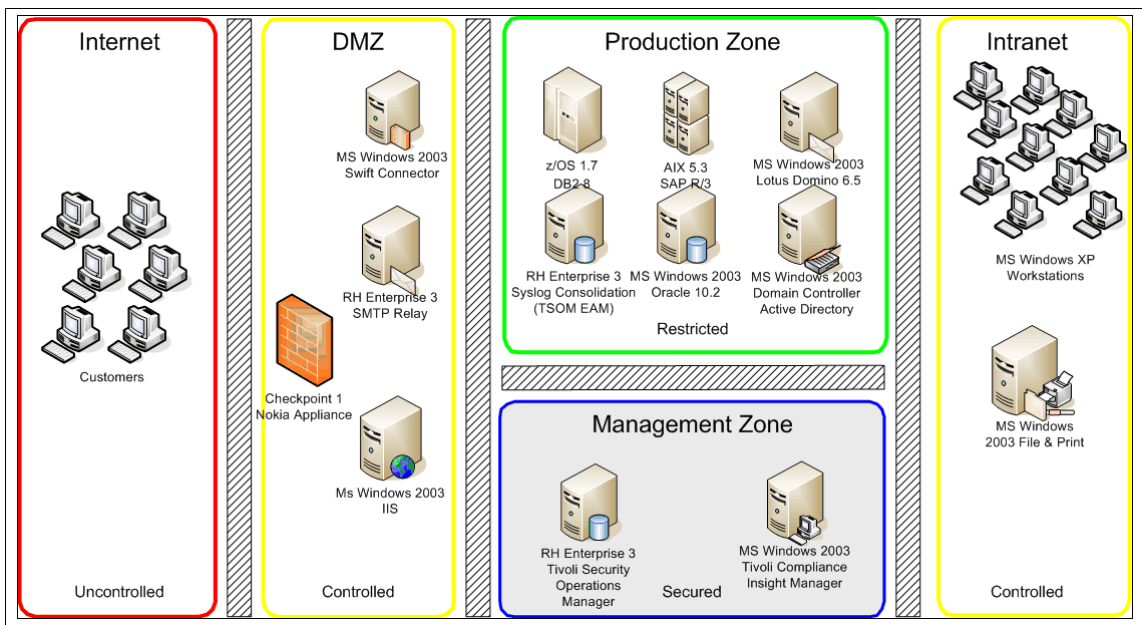 Internet
Customers
Uncontrolled
DMZ
MS Windows 2003
Swift Connector
RH Enterprise 3
SMTP Relay
Checkpoint 1
Nokia Appliance
Ms Windows 2003
IIS
Controlled
Production Zone
z/OS 1.7
DB2 8
AIX 5.3
SAP R/3
MS Windows 2003
Lotus Domino 6.5
RH Enterprise 3
Syslog Consolidation
(TSOM EAM)
MS Windows 2003
Oracle 10.2
MS Windows 2003
Domain Controller
Active Directory
Restricted
Management Zone
RH Enterprise 3
Tivoli Security
Operations
Manager
MS Windows 2003
Tivoli Compliance
Insight Manager
Secured
Intranet
MS Windows XP
Workstations
MS Windows
2003 File & Print
Controlled